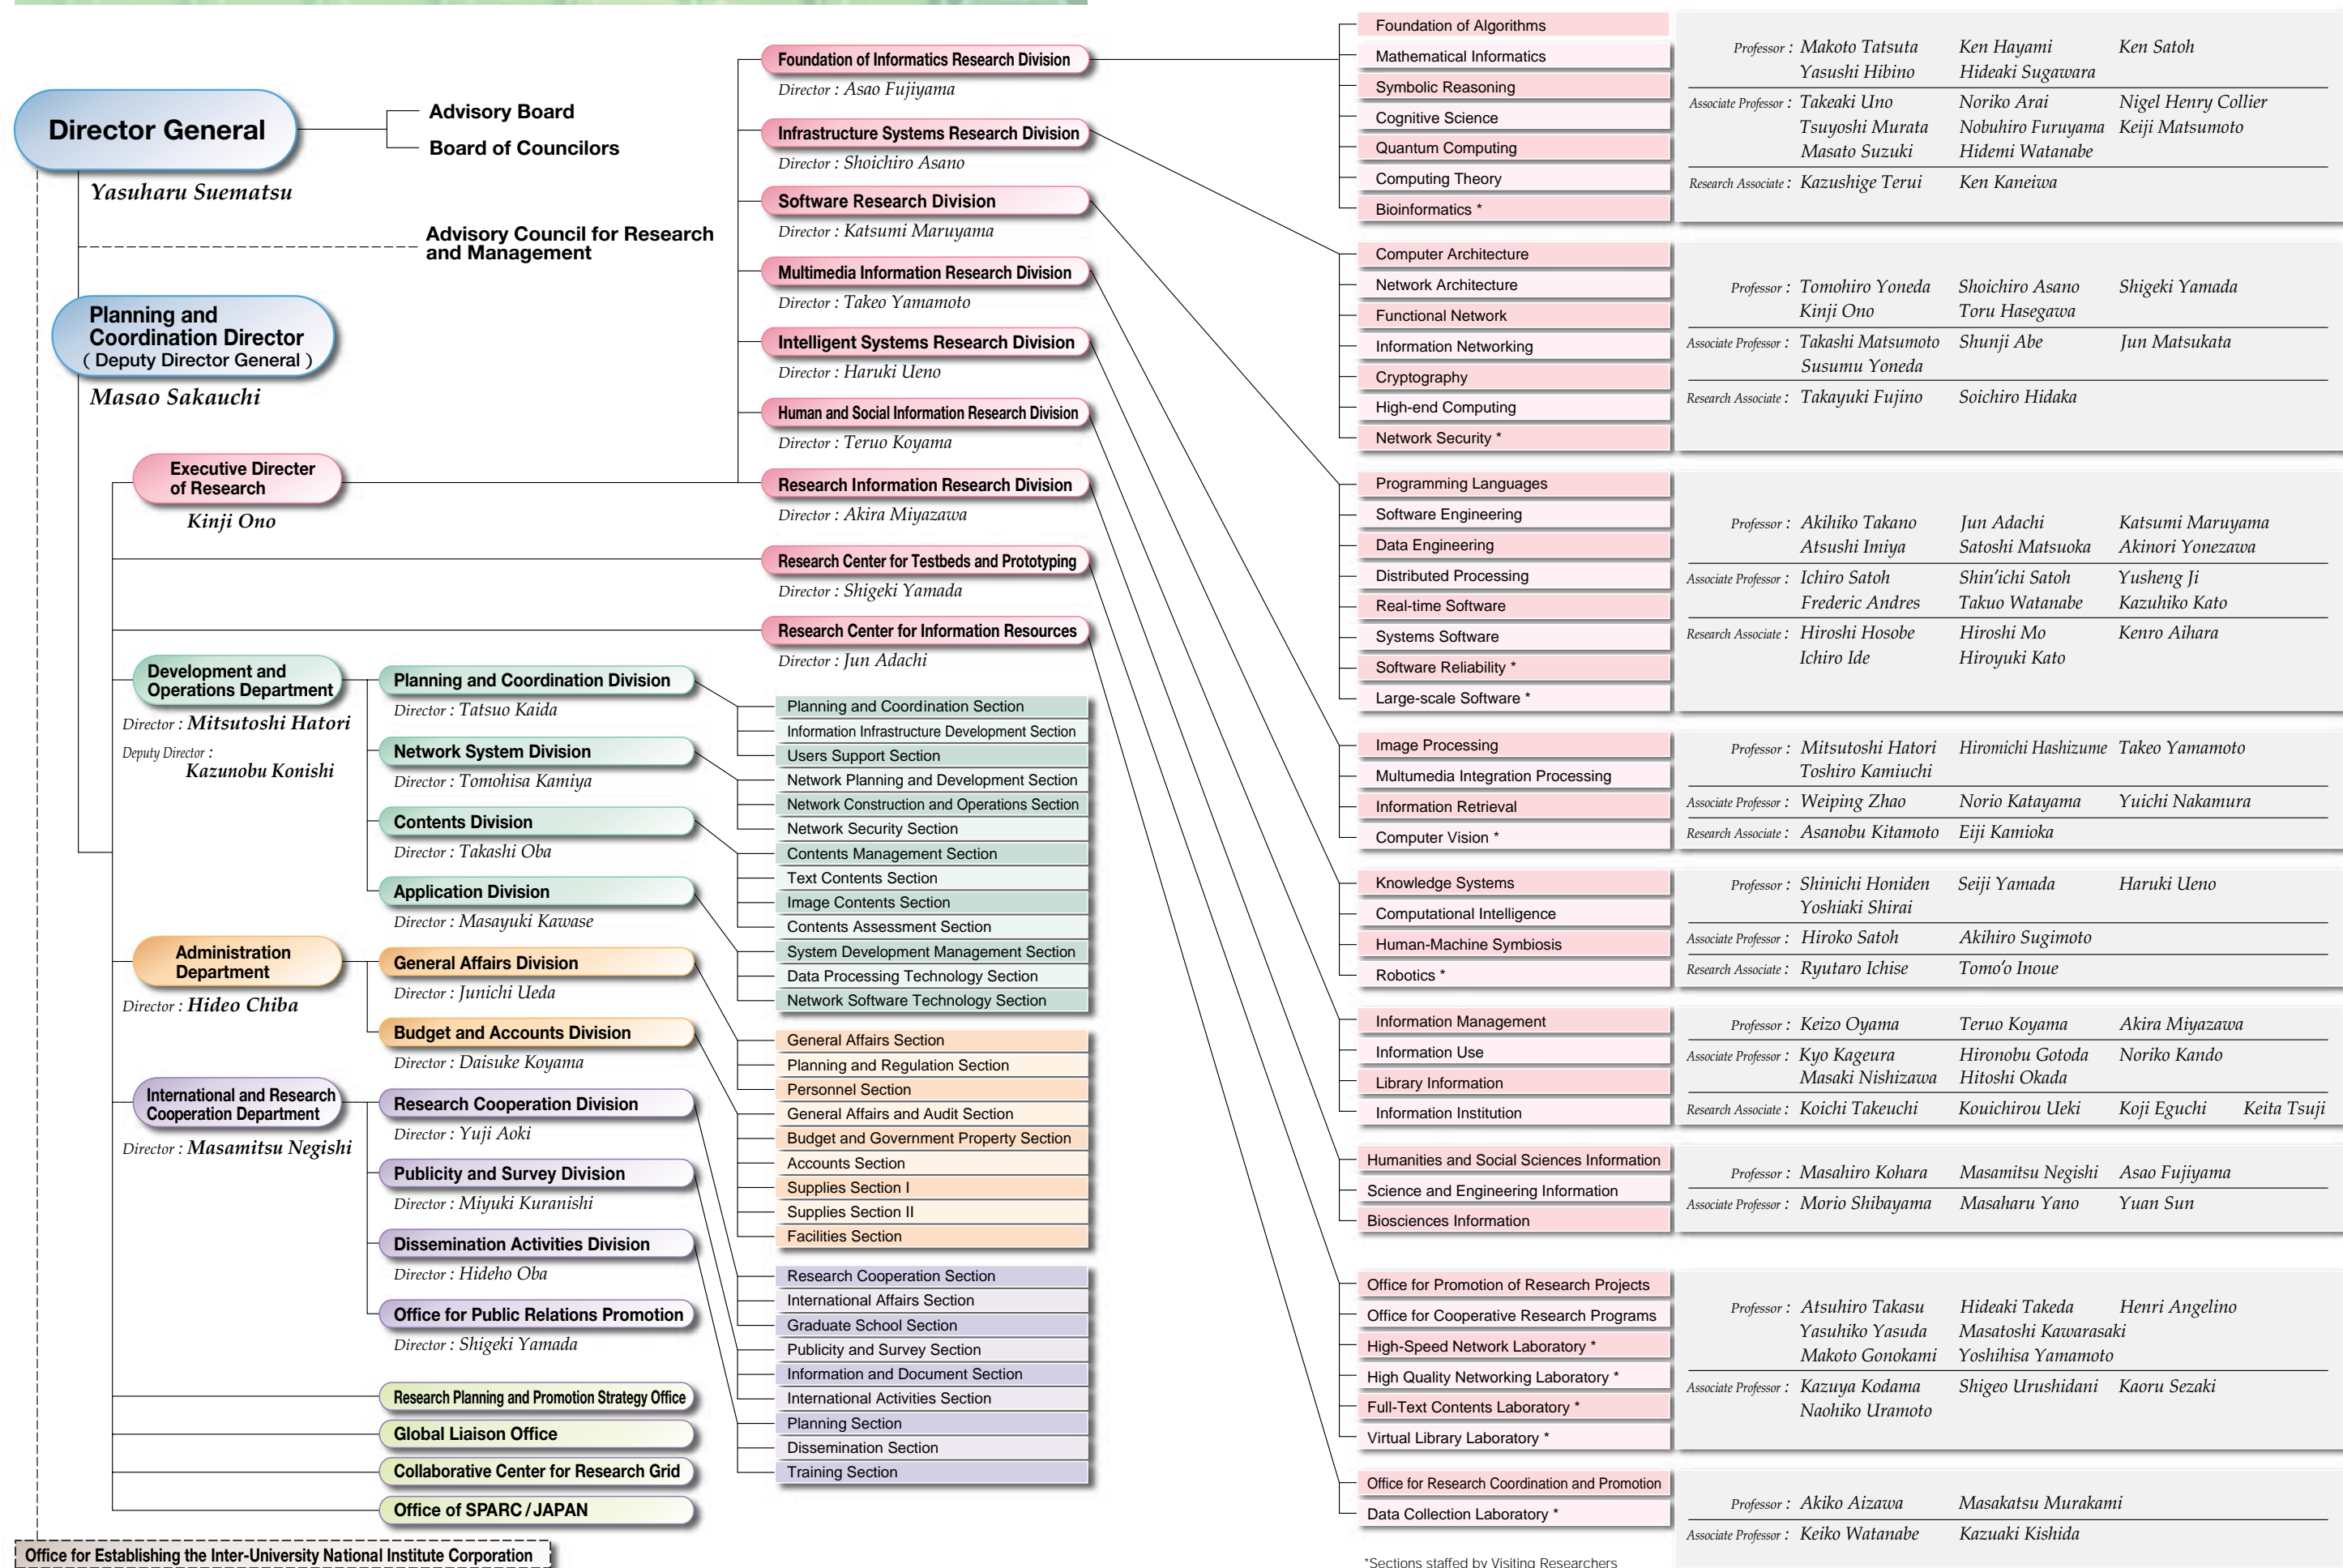 Director General
Yasuharu Suematsu
Advisory Board
Board of Councilors
Advisory Council for Research
and Management
Planning and
Coordination Director
( Deputy Director General )
Masao Sakauchi
Executive Directer
of Research
Kinji Ono
Foundation of Informatics Research Division
Director : Asao Fujiyama
Infrastructure Systems Research Division
Director : Shoichiro Asano
Software Research Division
Director : Katsumi Maruyama
Multimedia Information Research Division
Director : Takeo Yamamoto
Intelligent Systems Research Division
Director : Haruki Ueno
Human and Social Information Research Division
Director : Teruo Koyama
Research Information Research Division
Director : Akira Miyazawa
Research Center for Testbeds and Prototyping
Director : Shigeki Yamada
Research Center for Information Resources
Director : Jun Adachi
Development and
Operations Department
Director : Mitsutoshi Hatori
Deputy Director :
Kazunobu Konishi
Planning and Coordination Division
Director : Tatsuo Kaida
Network System Division
Director : Tomohisa Kamiya
Contents Division
Director : Takashi Oba
Application Division
Director : Masayuki Kawase
Planning and Coordination Section
Information Infrastructure Development Section
Users Support Section
Network Planning and Development Section
Network Construction and Operations Section
Network Security Section
Contents Management Section
Text Contents Section
Image Contents Section
Contents Assessment Section
System Development Management Section
Data Processing Technology Section
Network Software Technology Section
Administration
Department
Director : Hideo Chiba
General Affairs Division
Director : Junichi Ueda
Budget and Accounts Division
Director : Daisuke Koyama
General Affairs Section
Planning and Regulation Section
Personnel Section
General Affairs and Audit Section
Budget and Government Property Section
Accounts Section
Supplies Section I
Supplies Section II
Facilities Section
International and Research
Cooperation Department
Director : Masamitsu Negishi
Research Cooperation Division
Director : Yuji Aoki
Publicity and Survey Division
Director : Miyuki Kuranishi
Dissemination Activities Division
Director : Hideho Oba
Office for Public Relations Promotion
Director : Shigeki Yamada
Research Cooperation Section
International Affairs Section
Graduate School Section
Publicity and Survey Section
Information and Document Section
International Activities Section
Planning Section
Dissemination Section
Training Section
Research Planning and Promotion Strategy Office
Global Liaison Office
Collaborative Center for Research Grid
Office of SPARC / JAPAN
Office for Establishing the Inter-University National Institute Corporation
Foundation of Algorithms
Mathematical Informatics
Symbolic Reasoning
Cognitive Science
Quantum Computing
Computing Theory
Bioinformatics *
Professor : Makoto Tatsuta Ken Hayami Ken Satoh
Yasushi Hibino Hideaki Sugawara
Associate Professor : Takeaki Uno Noriko Arai Nigel Henry Collier
Tsuyoshi Murata Nobuhiro Furuyama Keiji Matsumoto
Masato Suzuki Hidemi Watanabe
Research Associate : Kazushige Terui Ken Kaneiwa
Computer Architecture
Network Architecture
Functional Network
Information Networking
Cryptography
High-end Computing
Network Security *
Professor : Tomohiro Yoneda Shoichiro Asano Shigeki Yamada
Kinji Ono Toru Hasegawa
Associate Professor : Takashi Matsumoto Shunji Abe Jun Matsukata
Susumu Yoneda
Research Associate : Takayuki Fujino Soichiro Hidaka
Programming Languages
Software Engineering
Data Engineering
Distributed Processing
Real-time Software
Systems Software
Software Reliability *
Large-scale Software *
Professor : Akihiko Takano Jun Adachi Katsumi Maruyama
Atsushi Imiya Satoshi Matsuoka Akinori Yonezawa
Associate Professor : Ichiro Satoh Shin'ichi Satoh Yusheng Ji
Frederic Andres Takuo Watanabe Kazuhiko Kato
Research Associate : Hiroshi Hosobe Hiroshi Mo Kenro Aihara
Ichiro Ide Hiroyuki Kato
Image Processing
Multumedia Integration Processing
Information Retrieval
Computer Vision *
Professor : Mitsutoshi Hatori Hiromichi Hashizume Takeo Yamamoto
Toshiro Kamiuchi
Associate Professor : Weiping Zhao Norio Katayama Yuichi Nakamura
Research Associate : Asanobu Kitamoto Eiji Kamioka
Knowledge Systems
Computational Intelligence
Human-Machine Symbiosis
Robotics *
Professor : Shinichi Honiden Seiji Yamada Haruki Ueno
Yoshiaki Shirai
Associate Professor : Hiroko Satoh Akihiro Sugimoto
Research Associate : Ryutaro Ichise Tomo'o Inoue
Information Management
Information Use
Library Information
Information Institution
Professor : Keizo Oyama Teruo Koyama Akira Miyazawa
Associate Professor : Kyo Kageura Hironobu Gotoda Noriko Kando
Masaki Nishizawa Hitoshi Okada
Research Associate : Koichi Takeuchi Kouichirou Ueki Koji Eguchi Keita Tsuji
Humanities and Social Sciences Information
Science and Engineering Information
Biosciences Information
Professor : Masahiro Kohara Masamitsu Negishi Asao Fujiyama
Associate Professor : Morio Shibayama Masaharu Yano Yuan Sun
Office for Promotion of Research Projects
Office for Cooperative Research Programs
High-Speed Network Laboratory *
High Quality Networking Laboratory *
Full-Text Contents Laboratory *
Virtual Library Laboratory *
Professor : Atsuhiro Takasu Hideaki Takeda Henri Angelino
Yasuhiko Yasuda Masatoshi Kawarasaki
Makoto Gonokami Yoshihisa Yamamoto
Associate Professor : Kazuya Kodama Shigeo Urushidani Kaoru Sezaki
Naohiko Uramoto
Office for Research Coordination and Promotion
Data Collection Laboratory *
Professor : Akiko Aizawa Masakatsu Murakami
Associate Professor : Keiko Watanabe Kazuaki Kishida
*Sections staffed by Visiting Researchers